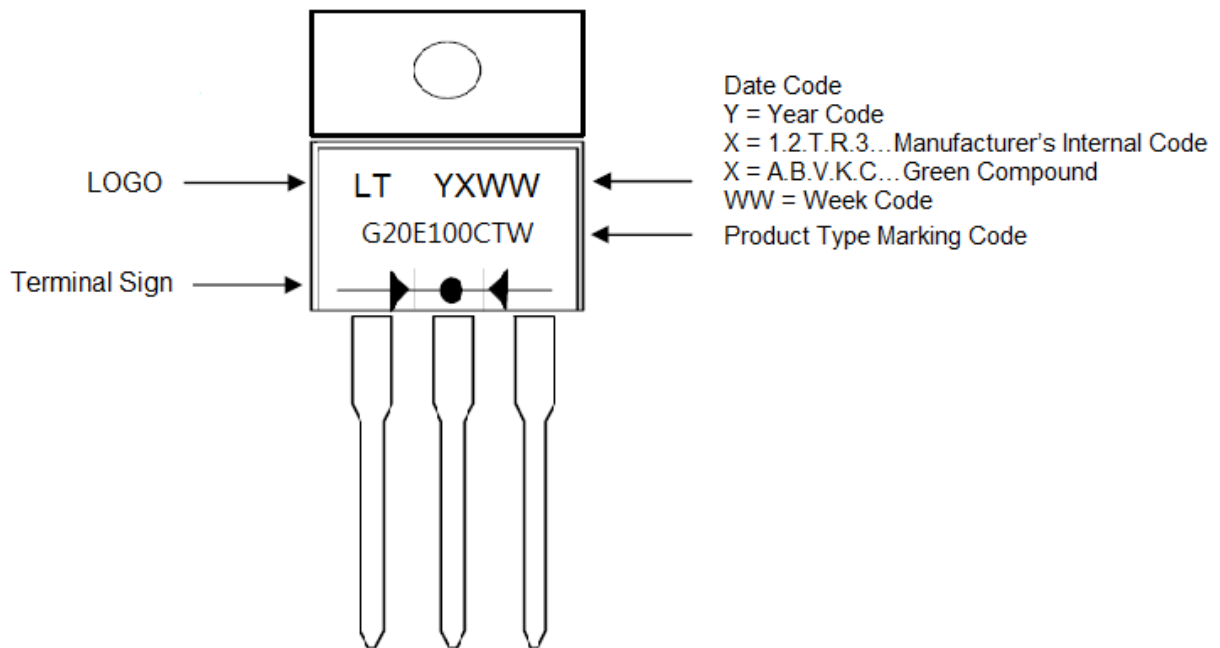 LOGO
LT YXWW
G20E100CTW
Terminal Sign
Date Code
Y = Year Code
X = 1.2.T.R.3...Manufacturer's Internal Code
X = A.B.V.K.C...Green Compound
WW = Week Code
Product Type Marking Code